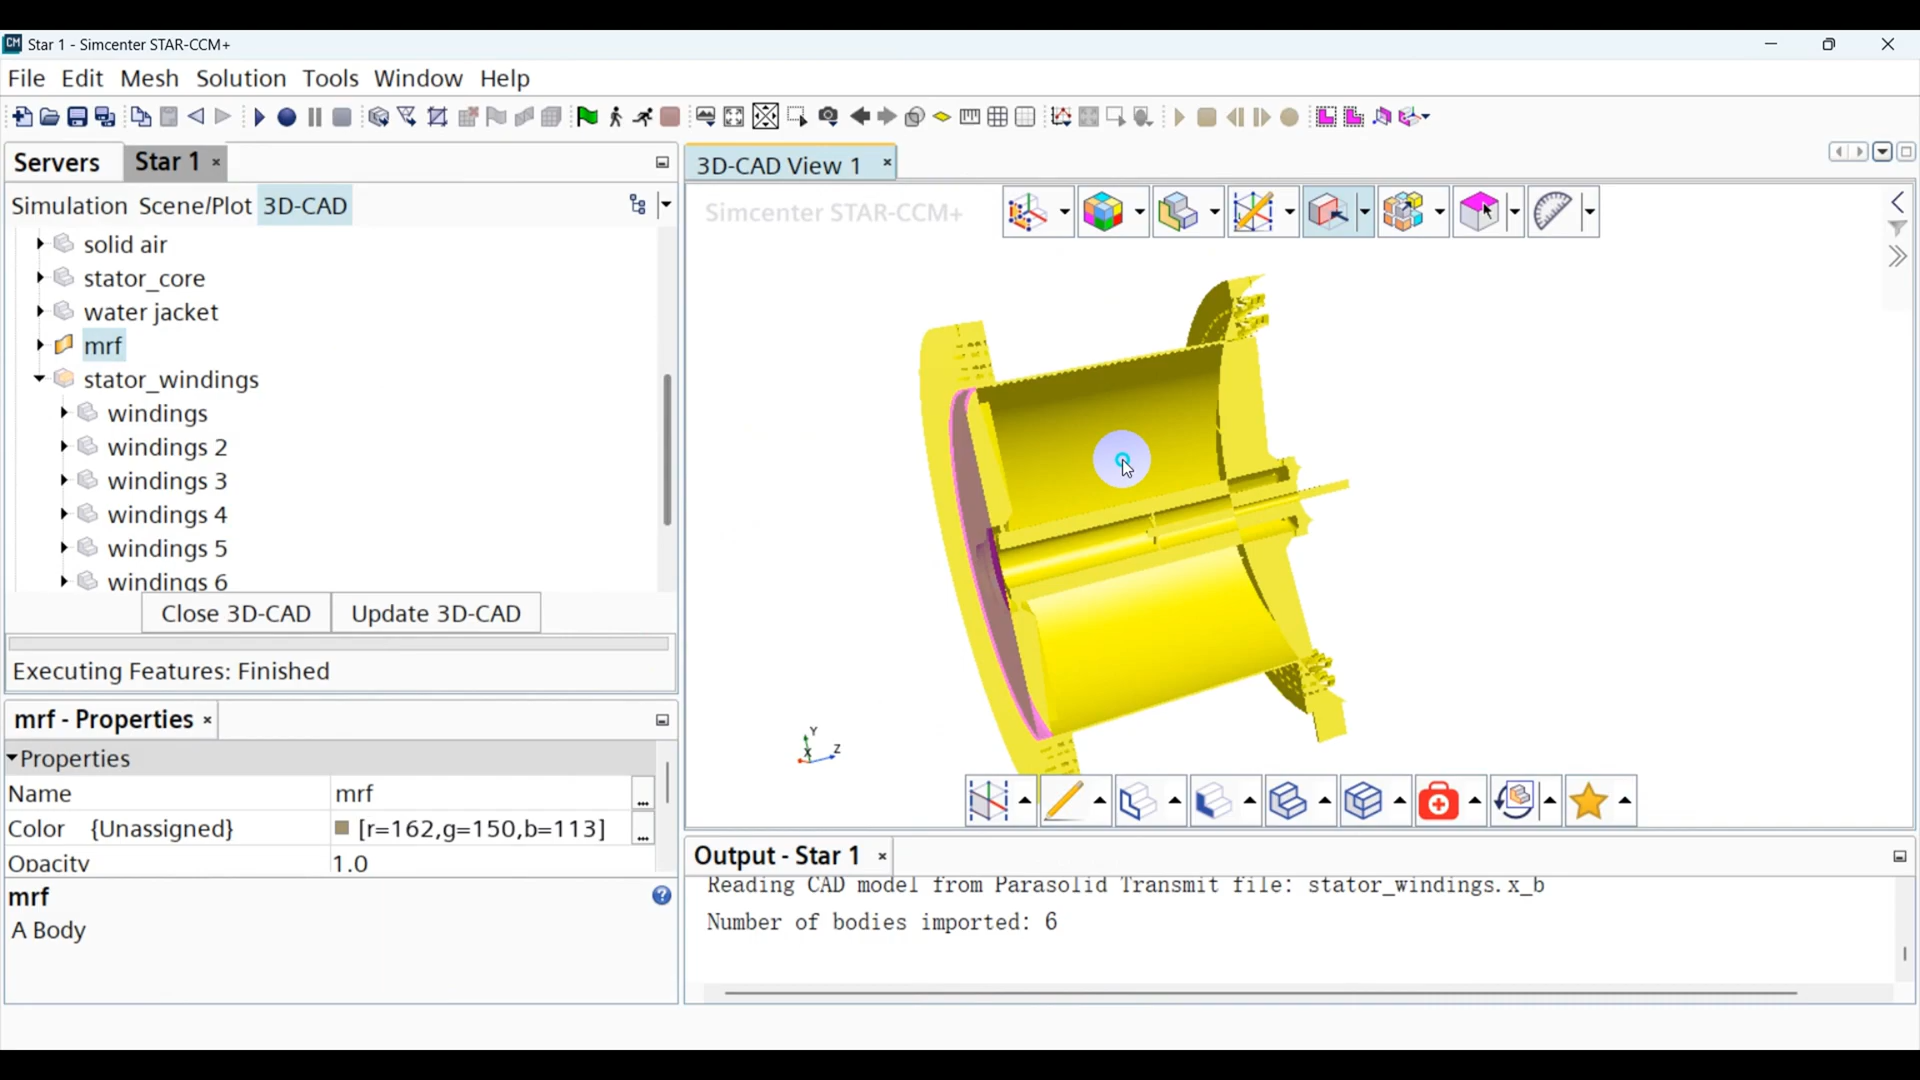 Star 1 - Simcenter STAR-CCM+
File Edit Mesh Solution Tools Window Help
Servers Star 1
3D-CAD View 1
Simulation Scene/Plot 3D-CAD
Simcenter STAR-CCM+
solid air
stator_core
water jacket
mrf
stator_windings
windings
windings 2
windings 3
windings 4
windings 5
windings 6
Close 3D-CAD Update 3D-CAD
Executing Features: Finished
mrf - Properties
Properties
Name mrf
Color {Unassigned} [r=162,g=150,b=113]
Opacity 1.0
mrf
A Body
Y
Z
X
Output - Star 1
Reading CAD model from Parasolid Transmit file: stator_windings.x_b
Number of bodies imported: 6